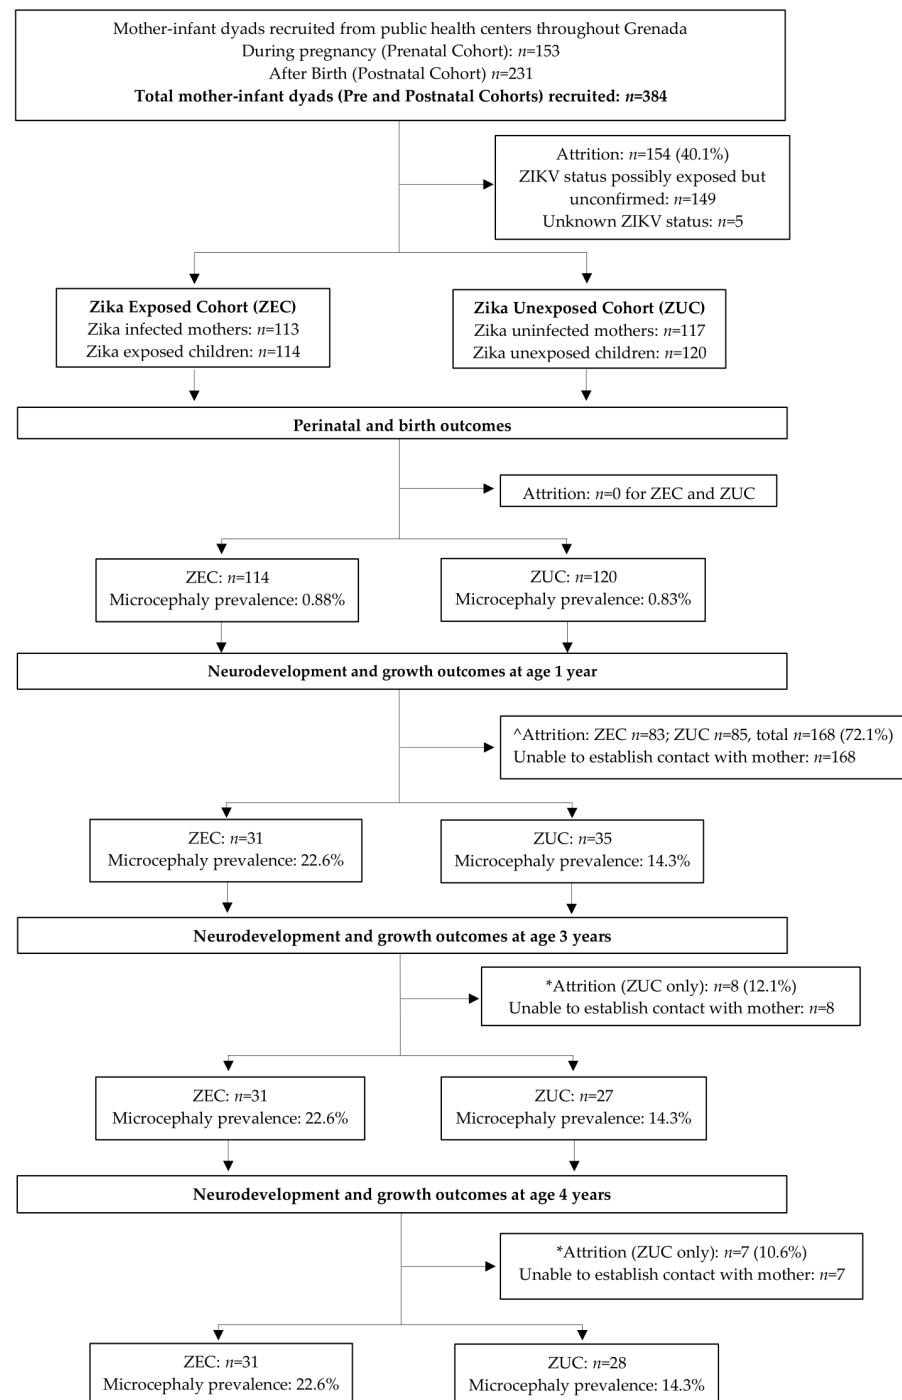 Mother-infant dyads recruited from public health centers throughout Grenada
During pregnancy (Prenatal Cohort): n=153
After Birth (Postnatal Cohort) n=231
Total mother-infant dyads (Pre and Postnatal Cohorts) recruited: n=384
Attrition: n=154 (40.1%)
ZIKV status possibly exposed but
unconfirmed: n=149
Unknown ZIKV status: n=5
Zika Exposed Cohort (ZEC)
Zika infected mothers: n=113
Zika exposed children: n=114
Zika Unexposed Cohort (ZUC)
Zika uninfected mothers: n=117
Zika unexposed children: n=120
Perinatal and birth outcomes
Attrition: n=0 for ZEC and ZUC
ZEC: n=114
Microcephaly prevalence: 0.88%
ZUC: n=120
Microcephaly prevalence: 0.83%
Neurodevelopment and growth outcomes at age 1 year
^Attrition: ZEC n=83; ZUC n=85, total n=168 (72.1%)
Unable to establish contact with mother: n=168
ZEC: n=31
Microcephaly prevalence: 22.6%
ZUC: n=35
Microcephaly prevalence: 14.3%
Neurodevelopment and growth outcomes at age 3 years
*Attrition (ZUC only): n=8 (12.1%)
Unable to establish contact with mother: n=8
ZEC: n=31
Microcephaly prevalence: 22.6%
ZUC: n=27
Microcephaly prevalence: 14.3%
Neurodevelopment and growth outcomes at age 4 years
*Attrition (ZUC only): n=7 (10.6%)
Unable to establish contact with mother: n=7
ZEC: n=31
Microcephaly prevalence: 22.6%
ZUC: n=28
Microcephaly prevalence: 14.3%